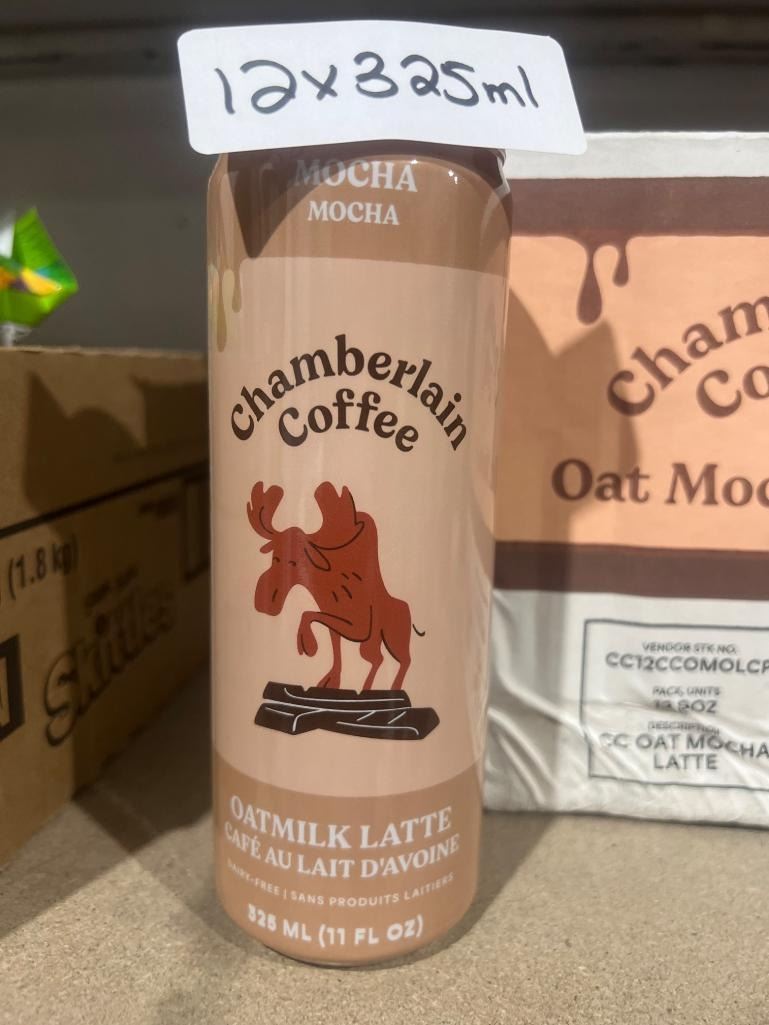 12x325ml
MOCHA
MOCHA
Chamberlain
Coffee
OATMILK LATTE
CAFÉ AU LAIT D'AVOINE
DAIRY-FREE | SANS PRODUITS LAITIERS
325 ML (11 FL OZ)
(1.8 kg)
Skittles
Cham
Co
Oat Moc
VENDOR STK NO.
CC12CCOMOLCP
PACK, UNITS
DESCRIPTION
CC OAT MOCHA
LATTE